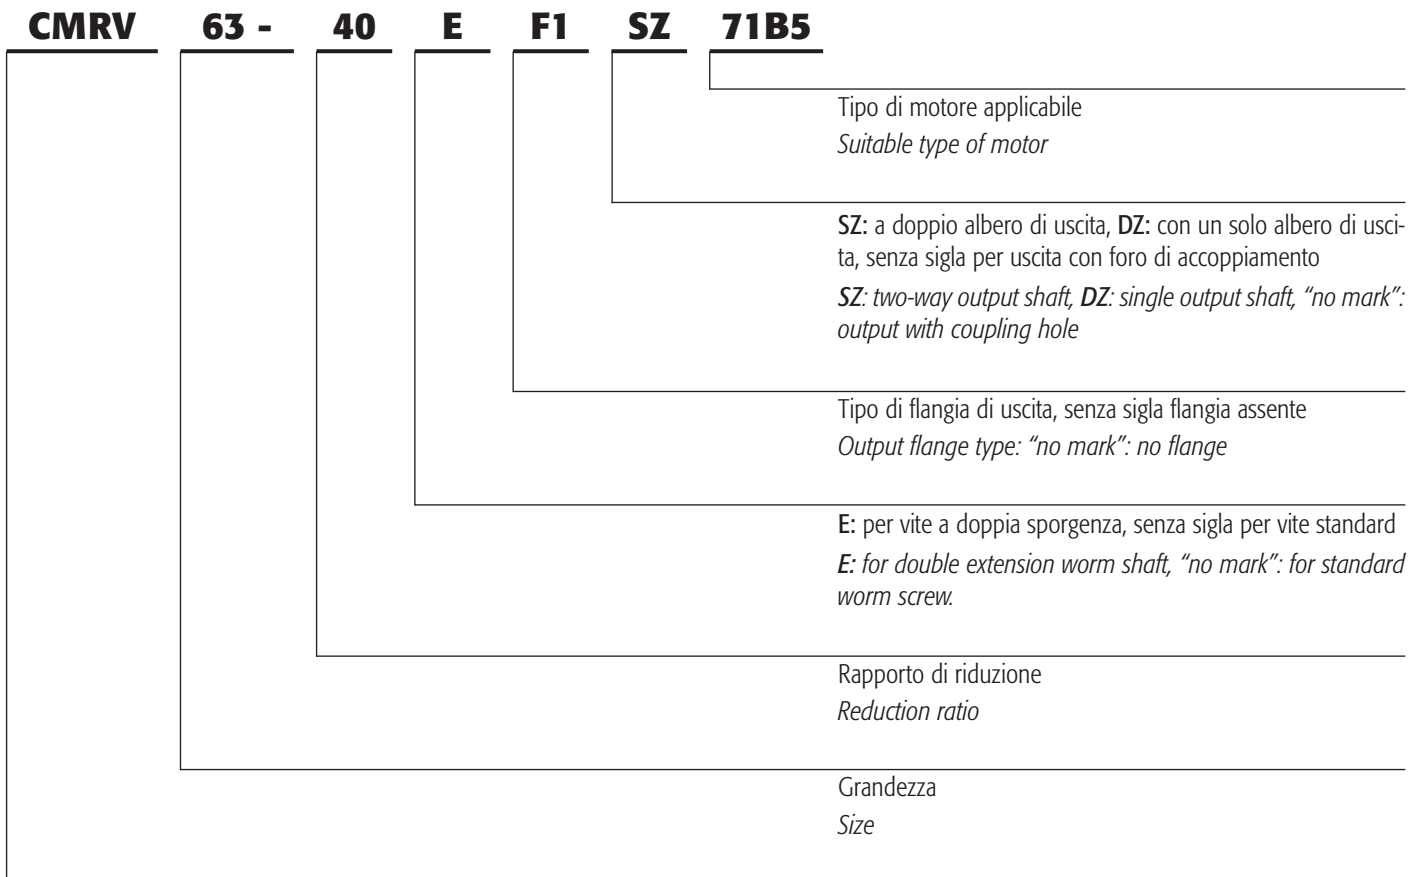 CMRV 63 - 40 E F1 SZ 71B5
Tipo di motore applicabile
Suitable type of motor
SZ: a doppio albero di uscita, DZ: con un solo albero di usci-
ta, senza sigla per uscita con foro di accoppiamento
SZ: two-way output shaft, DZ: single output shaft, “no mark”:
output with coupling hole
Tipo di flangia di uscita, senza sigla flangia assente
Output flange type: “no mark”: no flange
E: per vite a doppia sporgenza, senza sigla per vite standard
E: for double extension worm shaft, “no mark”: for standard
worm screw.
Rapporto di riduzione
Reduction ratio
Grandezza
Size